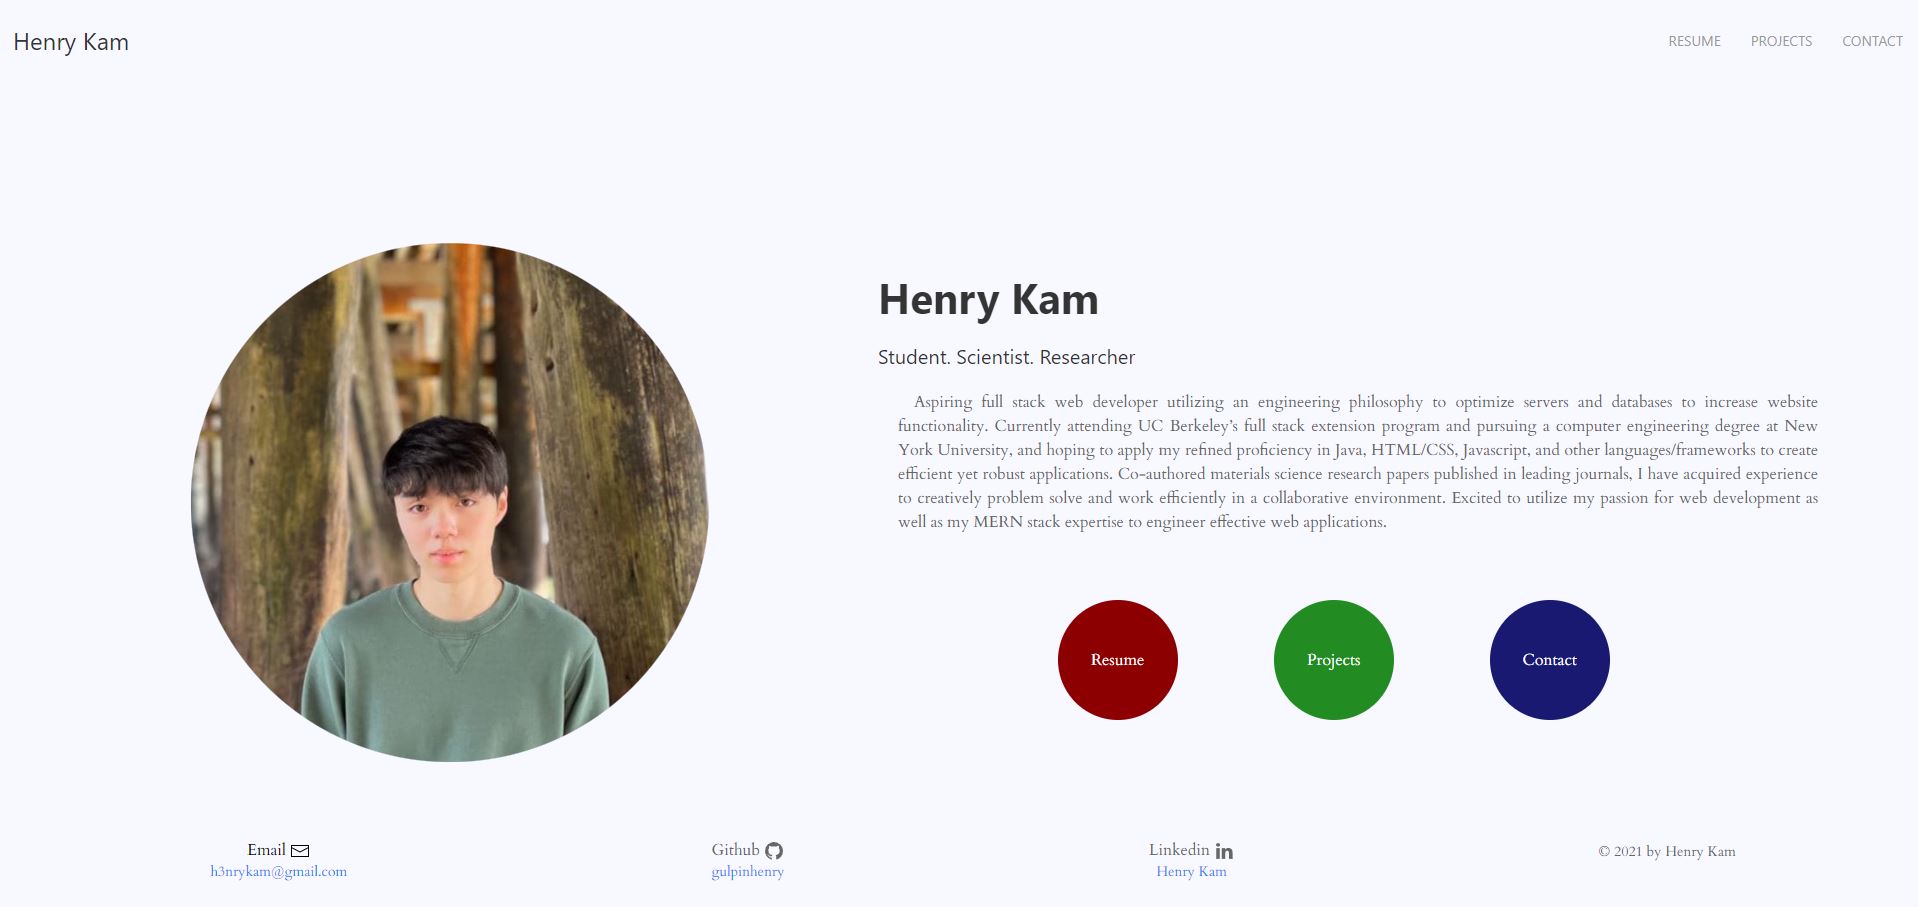 Henry Kam
RESUME PROJECTS CONTACT
Henry Kam
Student. Scientist. Researcher
Aspiring full stack web developer utilizing an engineering philosophy to optimize servers and databases to increase website
functionality. Currently attending UC Berkeley’s full stack extension program and pursuing a computer engineering degree at New
York University, and hoping to apply my refined proficiency in Java, HTML/CSS, Javascript, and other languages/frameworks to create
efficient yet robust applications. Co-authored materials science research papers published in leading journals, I have acquired experience
to creatively problem solve and work efficiently in a collaborative environment. Excited to utilize my passion for web development as
well as my MERN stack expertise to engineer effective web applications.
Resume
Projects
Contact
Email
h3nrykam@gmail.com
Github
gulpinhenry
Linkedin
Henry Kam
© 2021 by Henry Kam